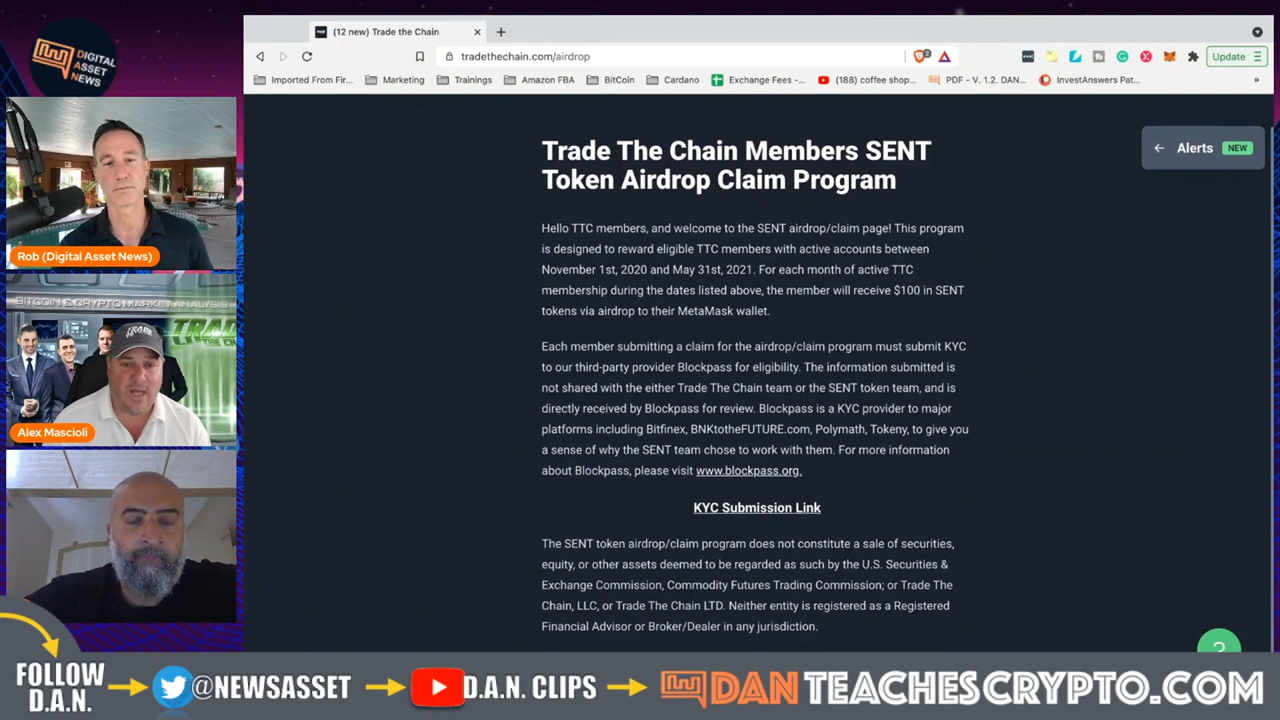 DIGITAL
ASSET
NEWS
Rob (Digital Asset News)
BITCOIN & CRYPTO MARKET ANALYSIS
Alex Mascioli
(12 new) Trade the Chain
tradethechain.com/airdrop
2
Update
Imported From Fir...
Marketing
Trainings
Amazon FBA
BitCoin
Cardano
Exchange Fees -...
(188) coffee shop...
PDF - V. 1.2. DAN...
InvestAnswers Pat...
»
Alerts NEW
Trade The Chain Members SENT
Token Airdrop Claim Program
Hello TTC members, and welcome to the SENT airdrop/claim page! This program
is designed to reward eligible TTC members with active accounts between
November 1st, 2020 and May 31st, 2021. For each month of active TTC
membership during the dates listed above, the member will receive $100 in SENT
tokens via airdrop to their MetaMask wallet.
Each member submitting a claim for the airdrop/claim program must submit KYC
to our third-party provider Blockpass for eligibility. The information submitted is
not shared with the either Trade The Chain team or the SENT token team, and is
directly received by Blockpass for review. Blockpass is a KYC provider to major
platforms including Bitfinex, BNKtotheFUTURE.com, Polymath, Tokeny, to give you
a sense of why the SENT team chose to work with them. For more information
about Blockpass, please visit www.blockpass.org.
KYC Submission Link
The SENT token airdrop/claim program does not constitute a sale of securities,
equity, or other assets deemed to be regarded as such by the U.S. Securities &
Exchange Commission, Commodity Futures Trading Commission; or Trade The
Chain, LLC, or Trade The Chain LTD. Neither entity is registered as a Registered
Financial Advisor or Broker/Dealer in any jurisdiction.
?
FOLLOW
D.A.N.
@NEWSASSET
D.A.N. CLIPS
DANTEACHESCRYPTO.COM